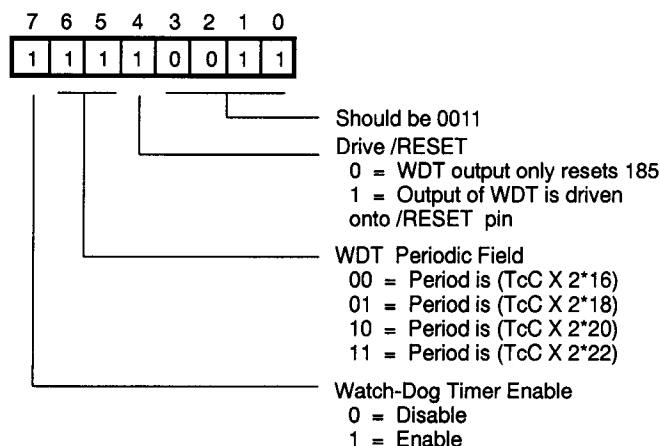 7 6 5 4 3 2 1 0
1 1 1 1 0 0 1 1
Should be 0011
Drive /RESET
0 = WDT output only resets 185
1 = Output of WDT is driven
onto /RESET pin
WDT Periodic Field
00 = Period is (TcC X 2*16)
01 = Period is (TcC X 2*18)
10 = Period is (TcC X 2*20)
11 = Period is (TcC X 2*22)
Watch-Dog Timer Enable
0 = Disable
1 = Enable